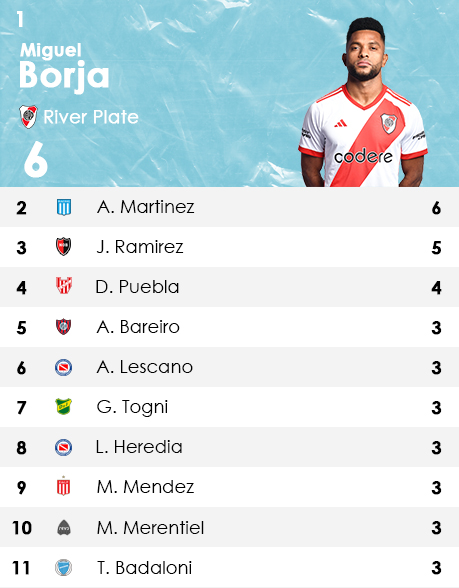 1
Miguel
Borja
River Plate
6
codere
2 A. Martinez 6
3 J. Ramirez 5
4 D. Puebla 4
5 A. Bareiro 3
6 A. Lescano 3
7 G. Togni 3
8 L. Heredia 3
9 M. Mendez 3
10 M. Merentiel 3
11 T. Badaloni 3